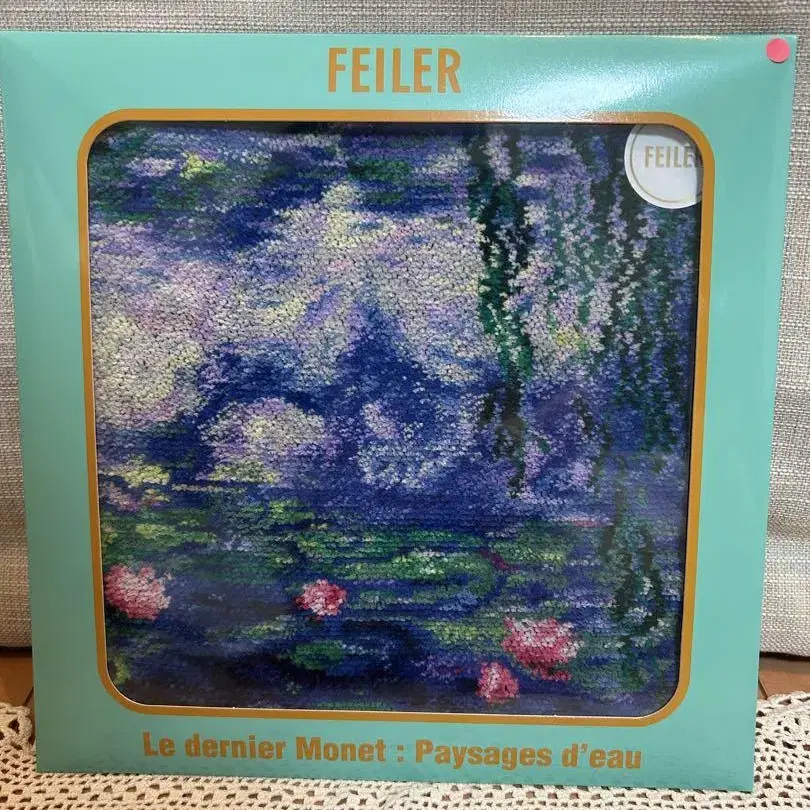 FEILER
FEILE
Le dernier Monet : Paysages d'eau